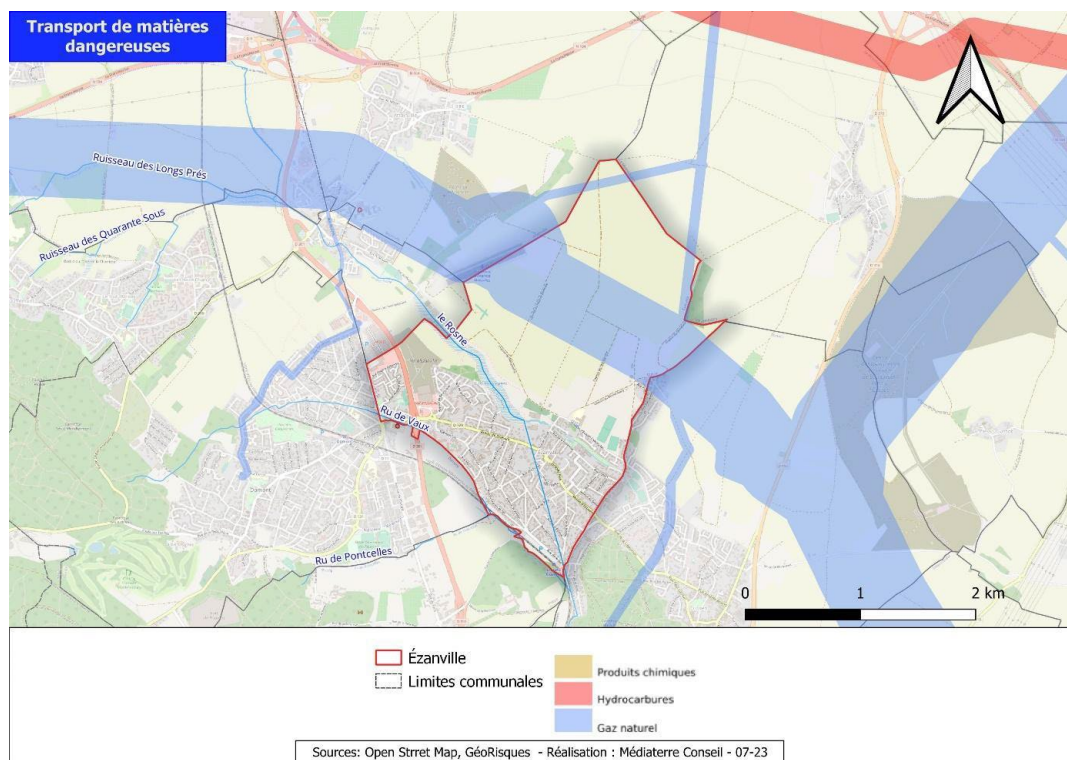 Transport de matières
dangereuses
Ruisseau des Longs Prés
Ruisseau des Quarante Sous
le Rosne
Ru de Vaux
Ru de Pontcelles
Domont
0 1 2 km
Ézanville
Limites communales
Produits chimiques
Hydrocarbures
Gaz naturel
Sources: Open Strret Map, GéoRisques - Réalisation : Médiaterre Conseil - 07-23